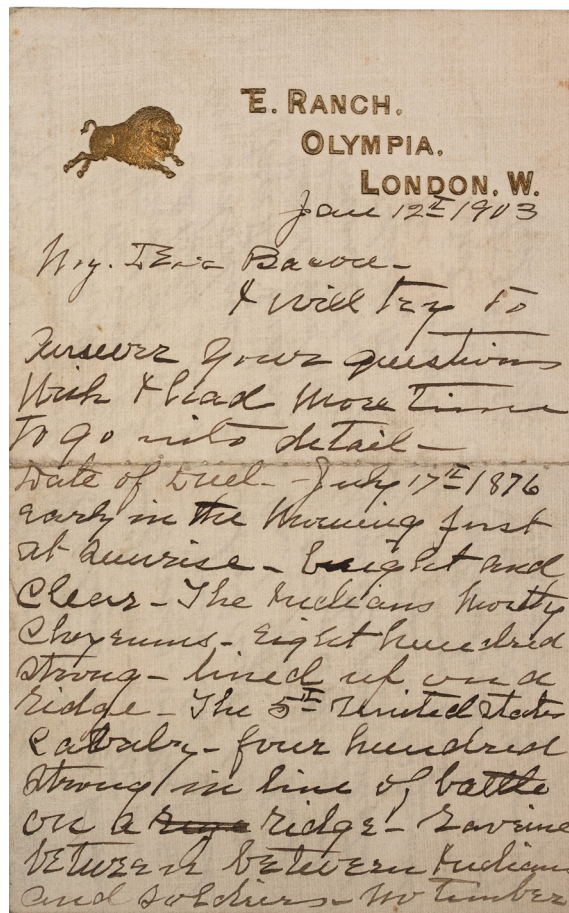 E. RANCH.
OLYMPIA.
LONDON. W.
Jan 12th/1903
My. Dear Bacon-
I will try to
Answer your questions
Wish I had more time
To go into detail-
Date of Duel- - July 17th/1876
Early in the Morning just
at sunrise - bright and
Clear - The Indians mostly
Cheyenns - Eight hundred
strong - lined up on a
ridge - The 5th United States
Cavalry - four hundred
strong in line of battle
on a ridge - Ravine
between between Indians
and soldiers - no timber